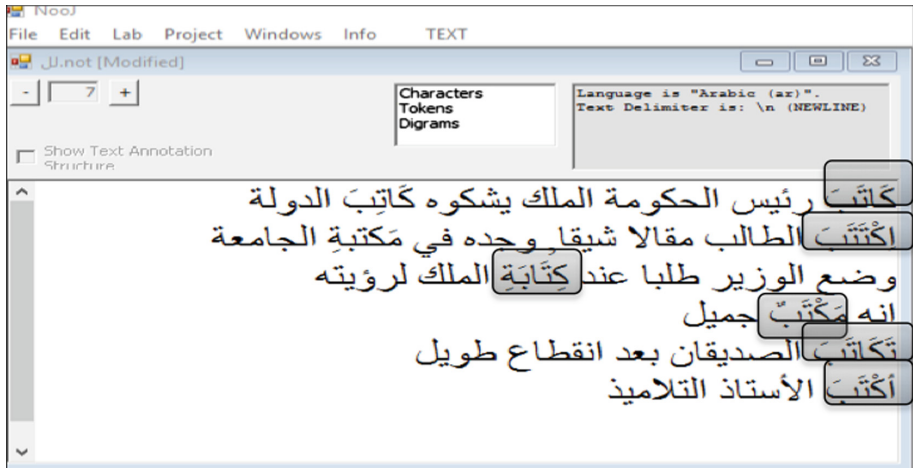 NooJ
File Edit Lab Project Windows Info TEXT
لل.not [Modified]
- 7 +
Characters
Tokens
Digrams
Language is "Arabic (ar)".
Text Delimiter is: \n (NEWLINE)
Show Text Annotation
Structure
كَاتَبَ رئيس الحكومة الملك يشكوه كَاتِبَ الدولة
اِكْتَتَبَ الطالب مقالا شيقا وجده في مَكتبةِ الجامعة
وضع الوزير طلبا عند كِتَابَةِ الملك لرؤيته
انه مَكْتَبٌ جميل
تَكَاتَبَ الصديقان بعد انقطاع طويل
أكْتَبَ الأستاذ التلاميذ